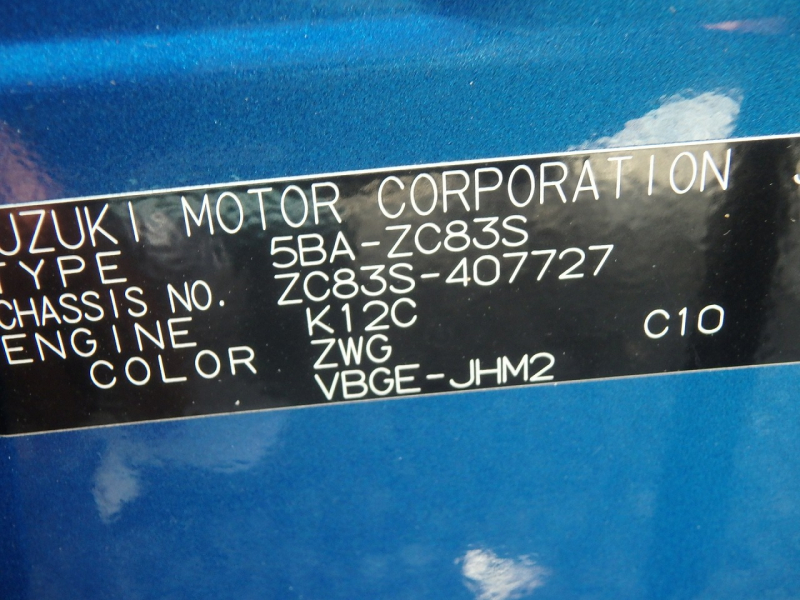 UZUKI MOTOR CORPORATION
TYPE 5BA-ZC83S
CHASSIS NO. ZC83S-407727
ENGINE K12C
COLOR ZWG C10
VBGE-JHM2